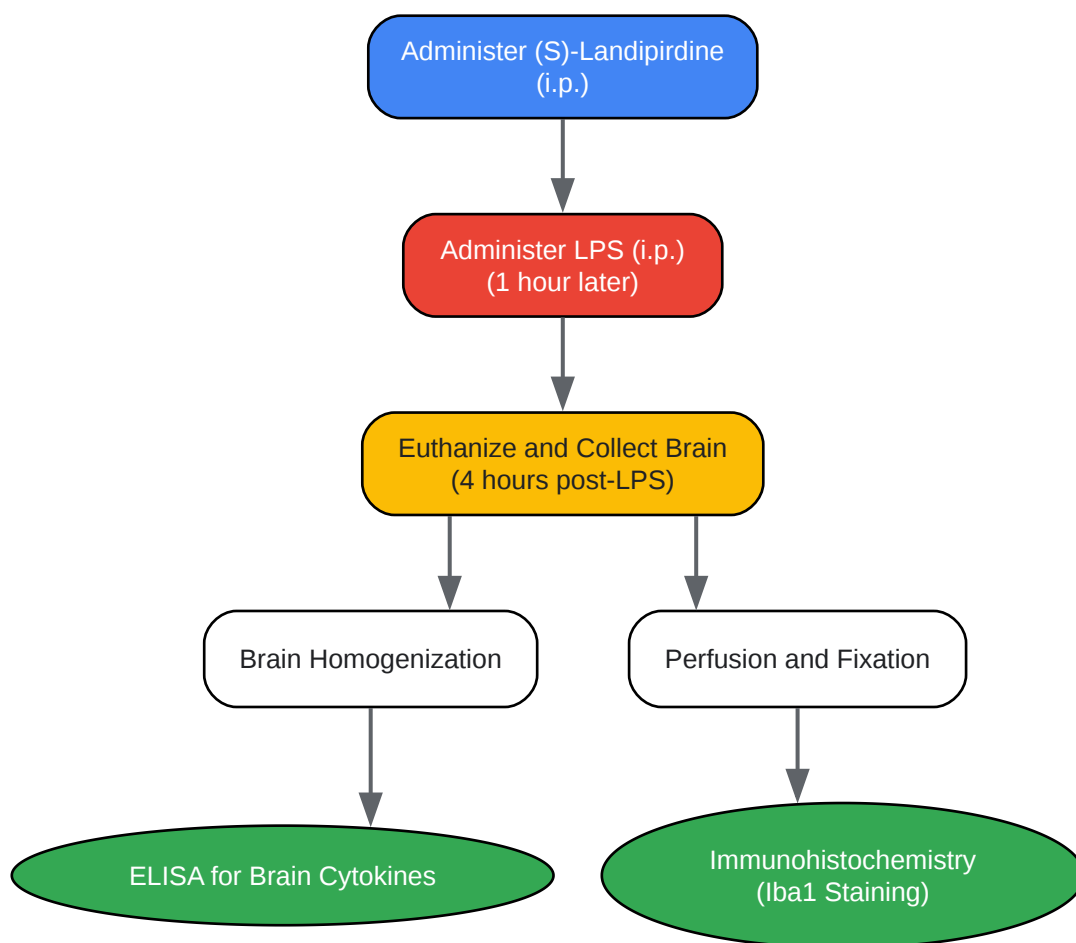 Administer (S)-Landipirdine
(i.p.)
Administer LPS (i.p.)
(1 hour later)
Euthanize and Collect Brain
(4 hours post-LPS)
Brain Homogenization
Perfusion and Fixation
ELISA for Brain Cytokines
Immunohistochemistry
(Iba1 Staining)